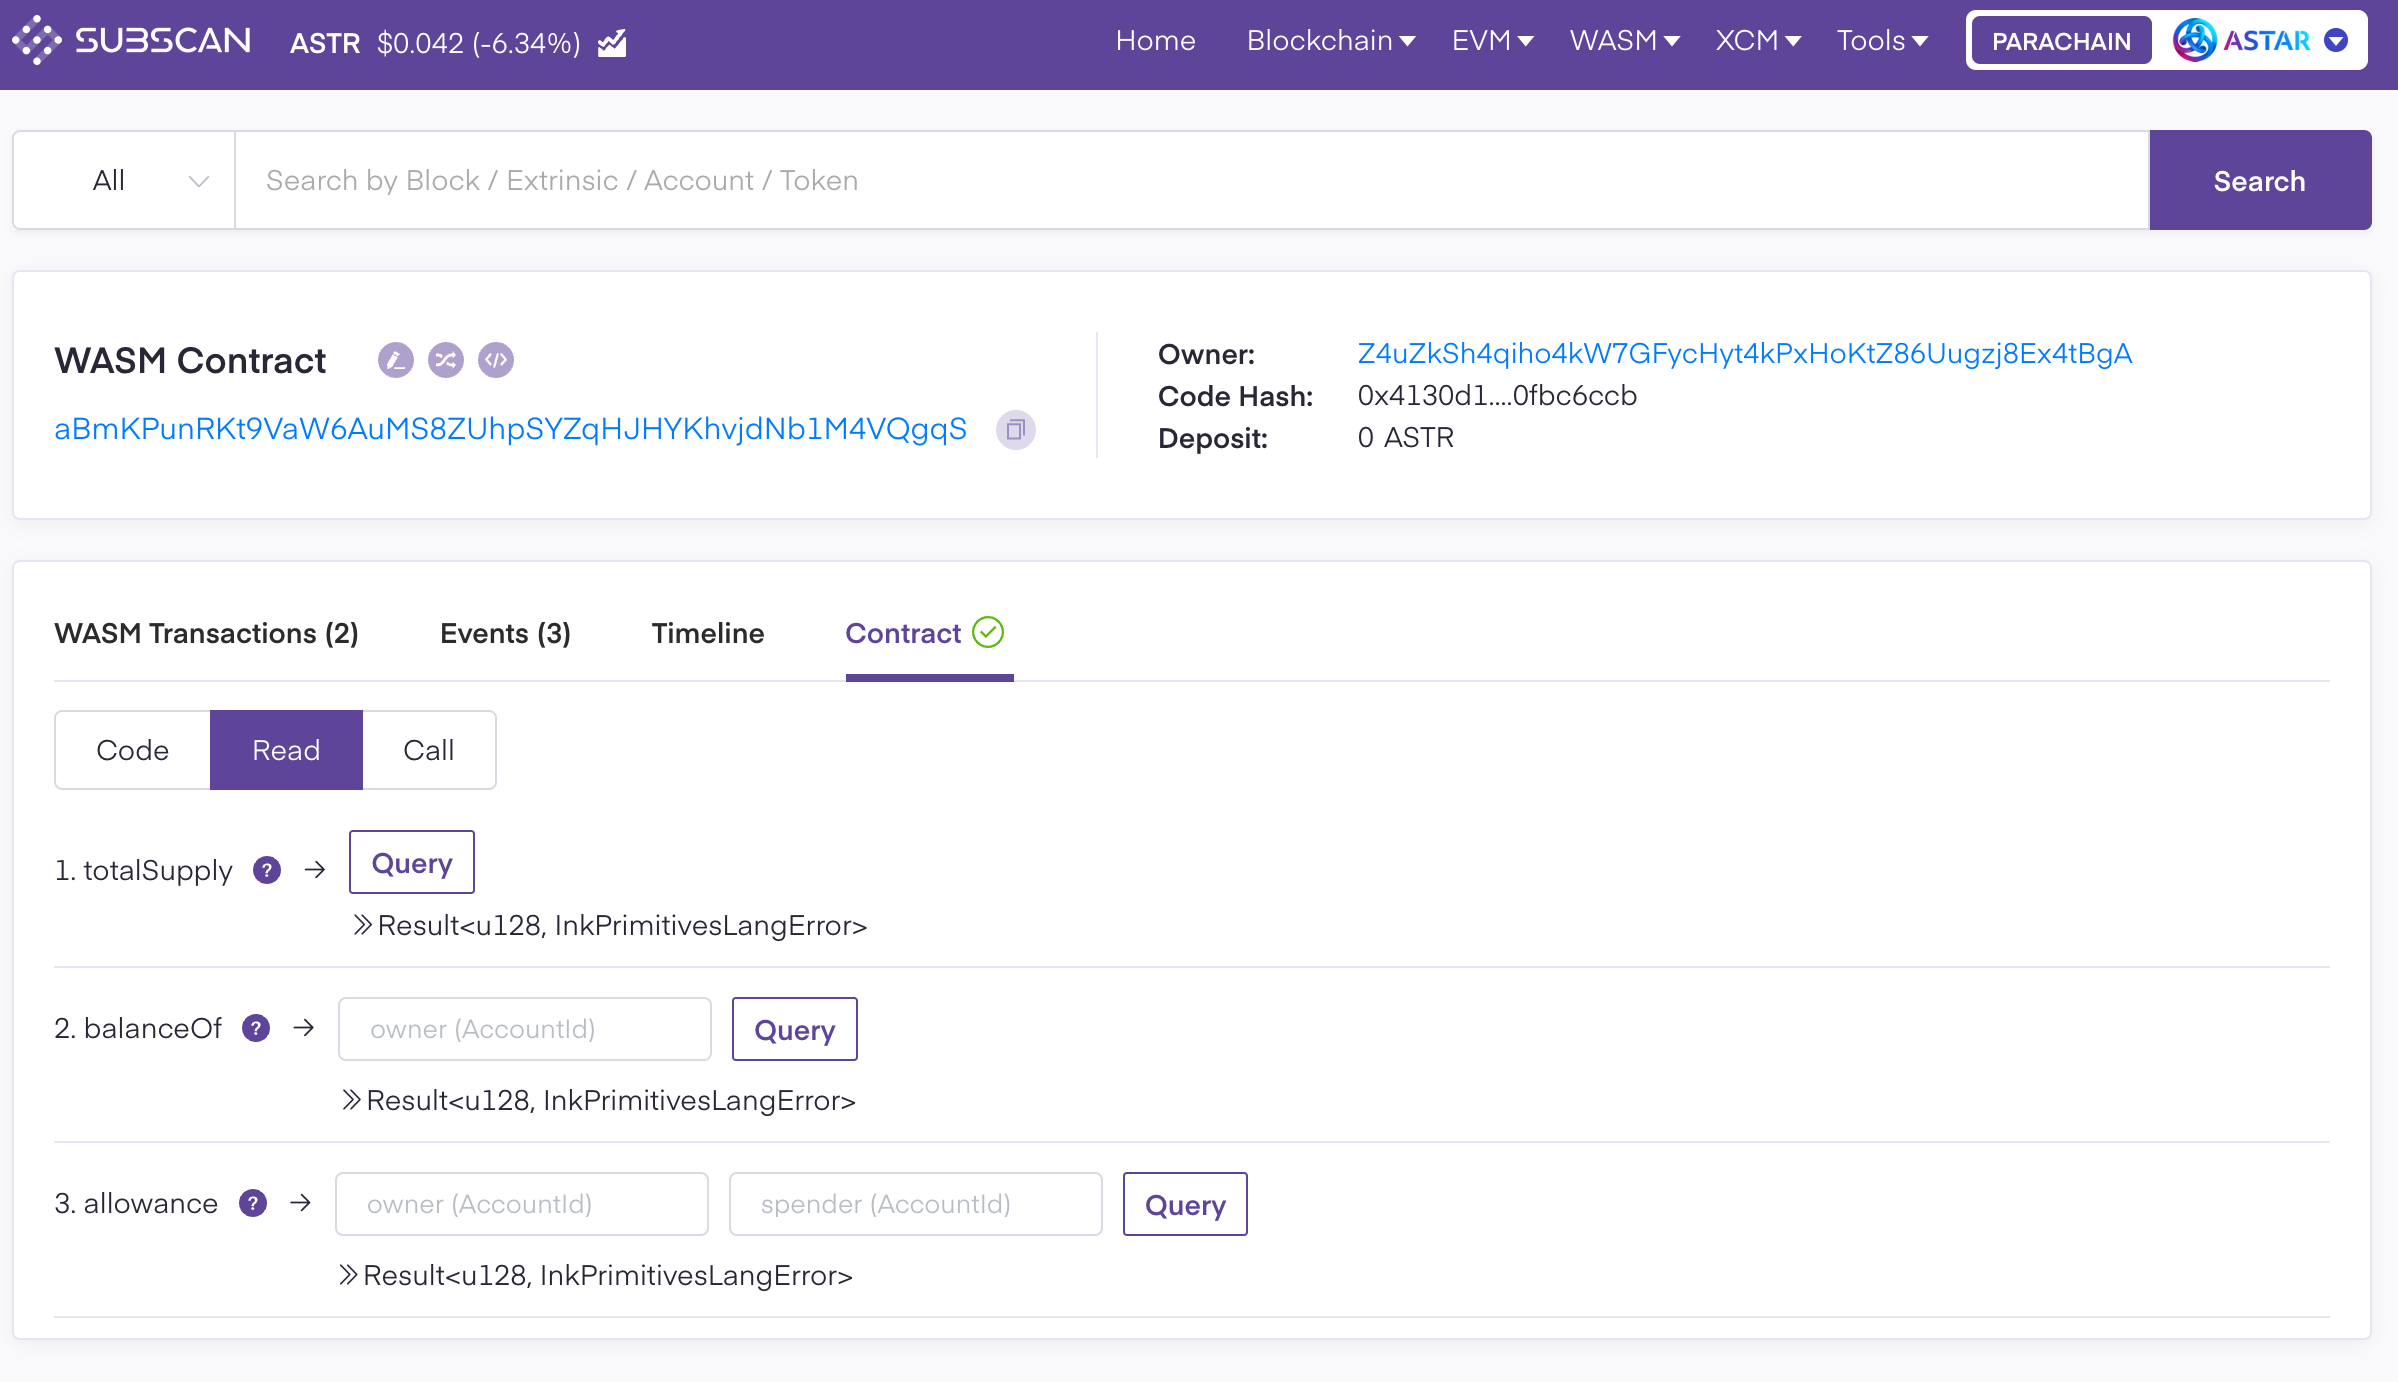 SUBSCAN ASTR $0.042 (-6.34%) Home Blockchain EVM WASM XCM Tools PARACHAIN ASTAR
All Search by Block / Extrinsic / Account / Token Search
WASM Contract
aBmKPunRKt9VaW6AuMS8ZUhpSYZqHJHYKhvjdNb1M4VQgqS
Owner: Z4uZkSh4qiho4kW7GFycHyt4kPxHoKtZ86Uugzj8Ex4tBgA
Code Hash: 0x4130d1....0fbc6ccb
Deposit: 0 ASTR
WASM Transactions (2) Events (3) Timeline Contract
Code Read Call
1. totalSupply ? → Query
Result<u128, InkPrimitivesLangError>
2. balanceOf ? → owner (AccountId) Query
Result<u128, InkPrimitivesLangError>
3. allowance ? → owner (AccountId) spender (AccountId) Query
Result<u128, InkPrimitivesLangError>